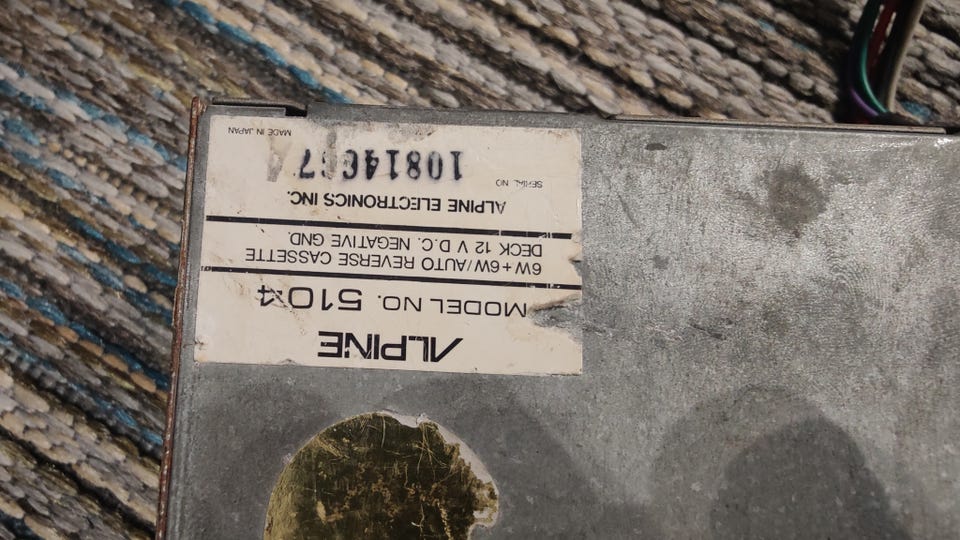 ALPINE
MODEL NO. 5104
6W+6W/AUTO REVERSE CASSETTE
DECK 12 V D.C. NEGATIVE GND.
ALPINE ELECTRONICS INC.
SERIAL NO
MADE IN JAPAN